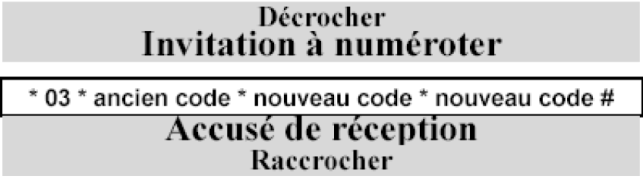 Décrocher
Invitation à numéroter
* 03 * ancien code * nouveau code * nouveau code #
Accusé de réception
Raccrocher